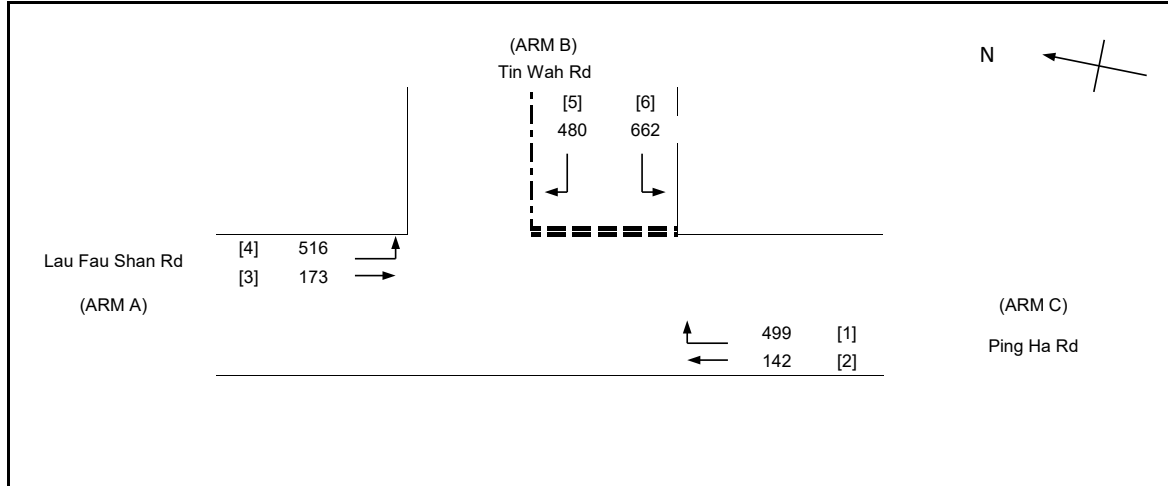 (ARM B)
Tin Wah Rd
N
[5] [6]
480 662
[4] 516
Lau Fau Shan Rd
[3] 173
(ARM A)
(ARM C)
499 [1]
Ping Ha Rd
142 [2]